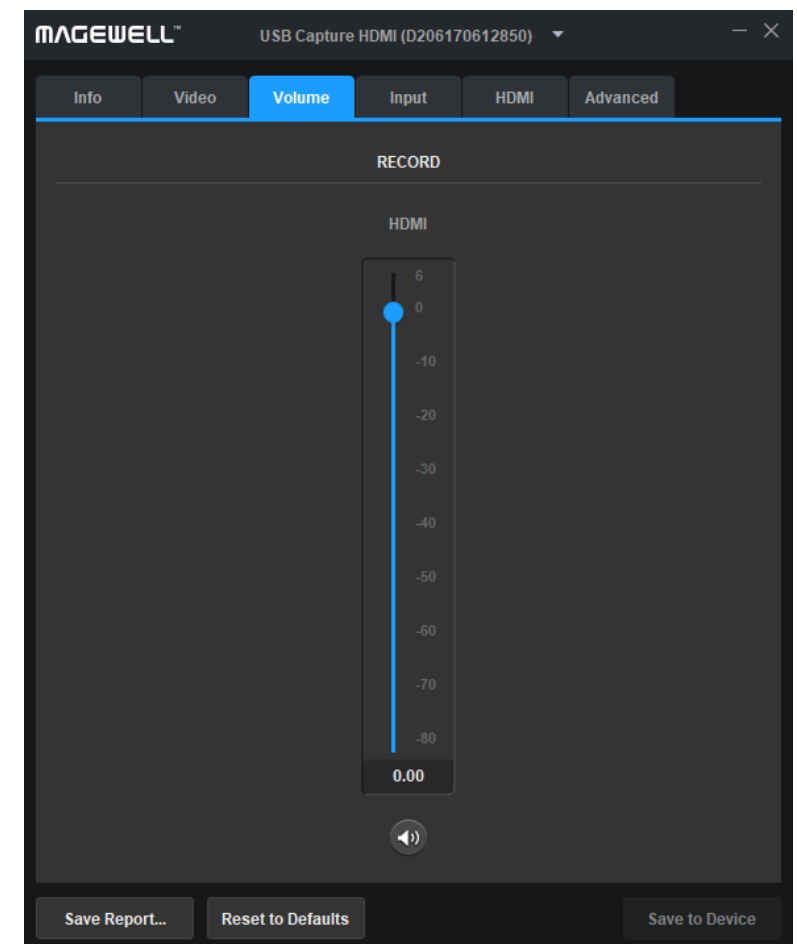 MAGEWELL™
USB Capture HDMI (D206170612850)
Info Video Volume Input HDMI Advanced
RECORD
HDMI
6
0
-10
-20
-30
-40
-50
-60
-70
-80
0.00
Save Report... Reset to Defaults Save to Device